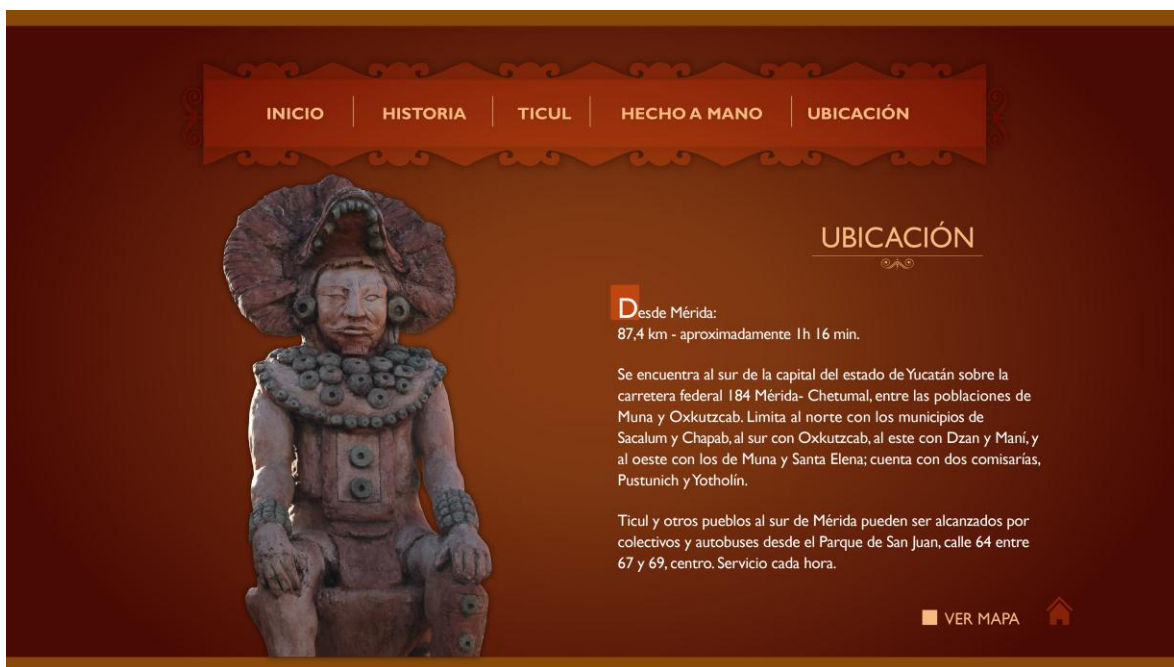 INICIO
HISTORIA
TICUL
HECHO A MANO
UBICACIÓN
UBICACIÓN
Desde Mérida:
87,4 km - aproximadamente 1h 16 min.
Se encuentra al sur de la capital del estado de Yucatán sobre la
carretera federal 184 Mérida- Chetumal, entre las poblaciones de
Muna y Oxkutzcab. Limita al norte con los municipios de
Sacalum y Chapab, al sur con Oxkutzcab, al este con Dzan y Maní, y
al oeste con los de Muna y Santa Elena; cuenta con dos comisarías,
Pustunich y Yotholín.
Ticul y otros pueblos al sur de Mérida pueden ser alcanzados por
colectivos y autobuses desde el Parque de San Juan, calle 64 entre
67 y 69, centro. Servicio cada hora.
VER MAPA